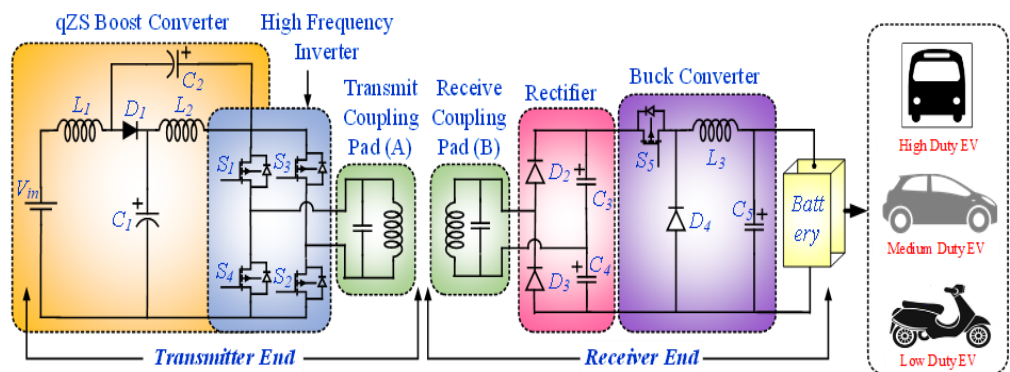 qZS Boost Converter
High Frequency
Inverter
Transmit
Coupling
Pad (A)
Receive
Coupling
Pad (B)
Rectifier
Buck Converter
C2
L1
D1
L2
S1
S3
Vin
C1
S4
S2
D2
C3
D3
C4
S5
L3
D4
C5
Batt
ery
High Duty EV
Medium Duty EV
Low Duty EV
Transmitter End
Receiver End